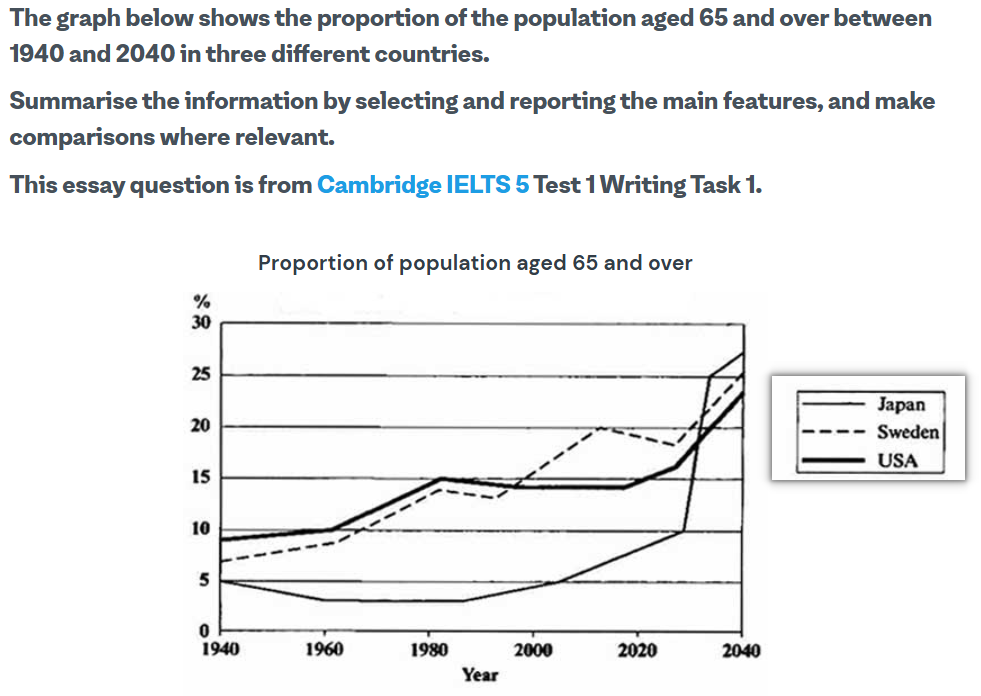 The graph below shows the proportion of the population aged 65 and over between
1940 and 2040 in three different countries.
Summarise the information by selecting and reporting the main features, and make
comparisons where relevant.
This essay question is from Cambridge IELTS 5 Test 1 Writing Task 1.
Proportion of population aged 65 and over
%
30
25
20
15
10
5
0
1940 1960 1980 2000 2020 2040
Year
Japan
Sweden
USA